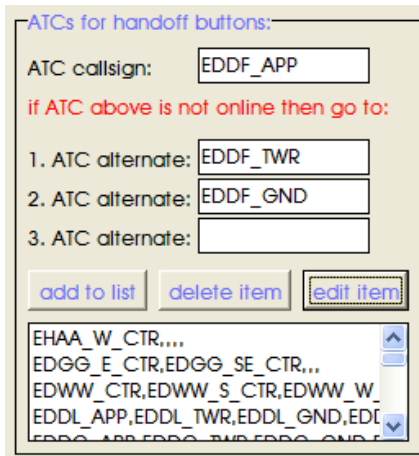 ATCs for handoff buttons:
ATC callsign: EDDF_APP
if ATC above is not online then go to:
1. ATC alternate: EDDF_TWR
2. ATC alternate: EDDF_GND
3. ATC alternate:
add to list delete item edit item
EHAA_W_CTR,,,,
EDGG_E_CTR,EDGG_SE_CTR,,,
EDWW_CTR,EDWW_S_CTR,EDWW_W_
EDDL_APP,EDDL_TWR,EDDL_GND,EDD